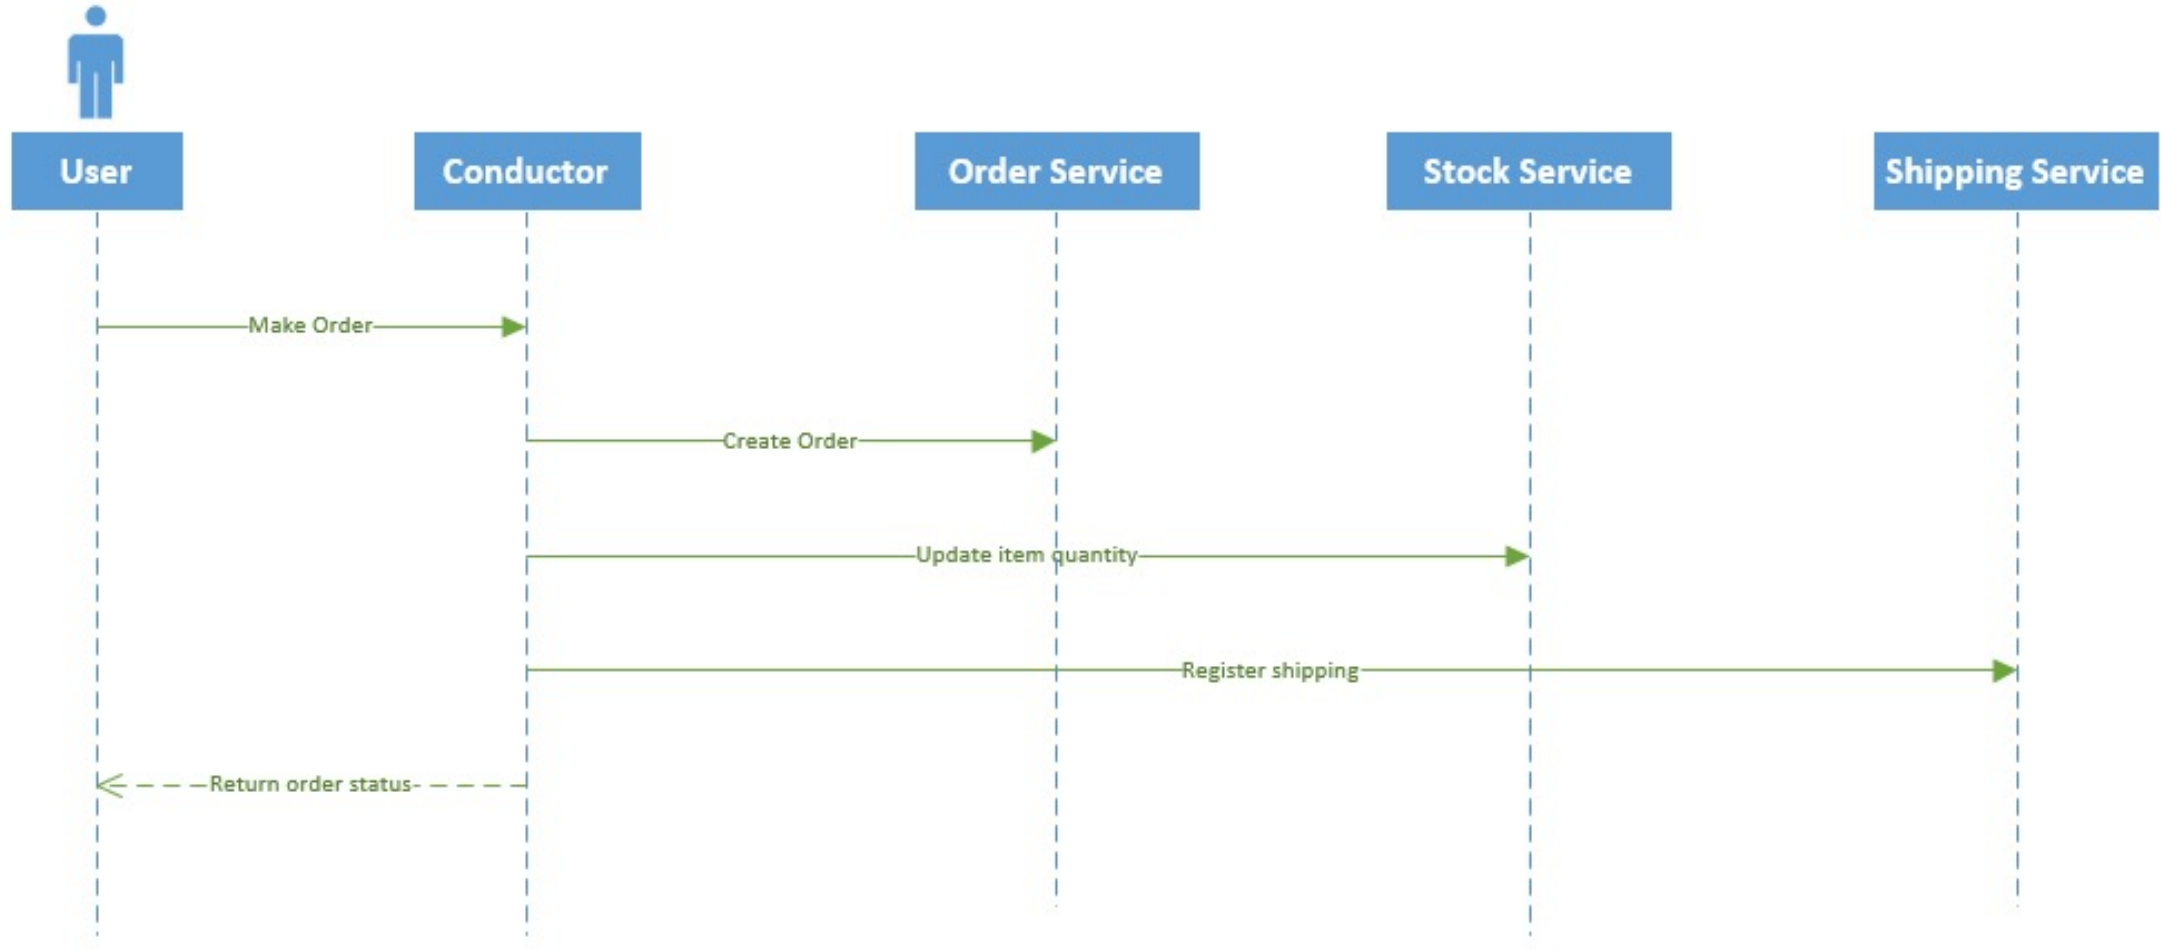 User
Conductor
Order Service
Stock Service
Shipping Service
Make Order
Create Order
Update item quantity
Register shipping
Return order status